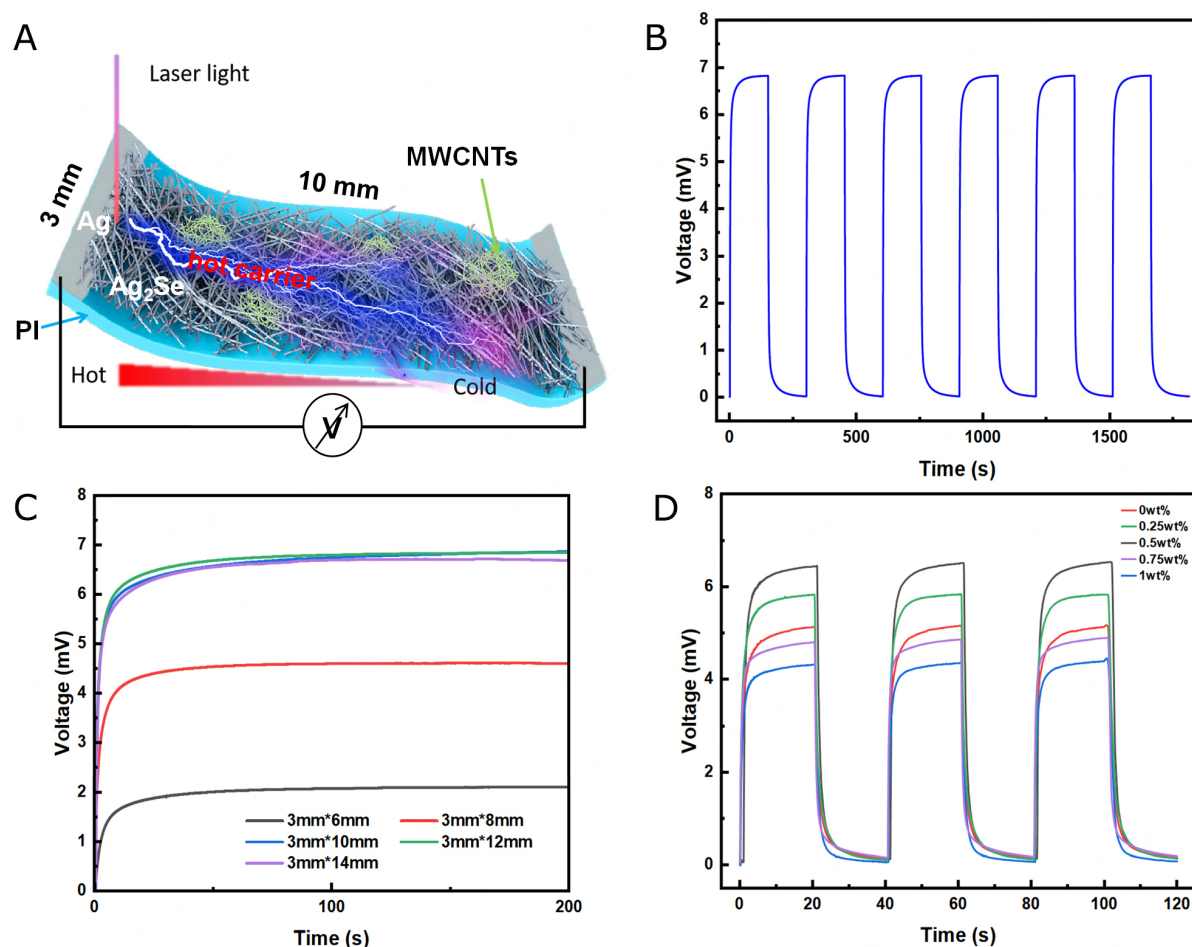 A
Laser light
MWCNTs
10 mm
3 mm
Ag
hot carrier
Ag₂Se
PI
Hot
Cold
V
B
8
7
6
5
4
3
2
1
0
Voltage (mV)
0 500 1000 1500
Time (s)
C
8
7
6
5
4
3
2
1
0
Voltage (mV)
3mm*6mm 3mm*8mm
3mm*10mm 3mm*12mm
3mm*14mm
0 100 200
Time (s)
D
8
6
4
2
0
Voltage (mV)
0wt%
0.25wt%
0.5wt%
0.75wt%
1wt%
0 20 40 60 80 100 120
Time (s)